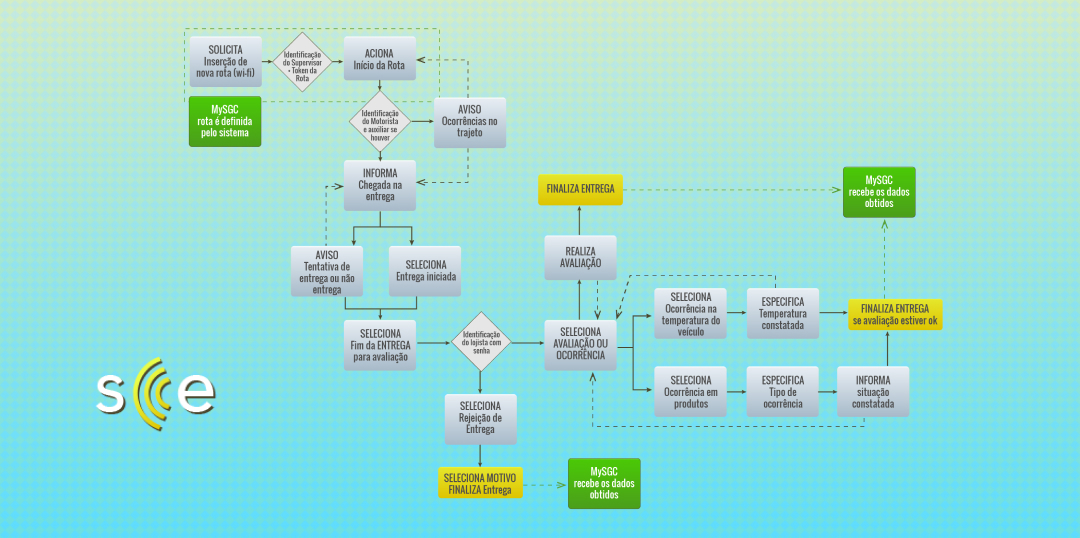 SOLICITA
Inserção de
nova rota (wi-fi)
Identificação
do Supervisor
+ Token da
Rota
ACIONA
Início da Rota
MySGC
rota é definida
pelo sistema
Identificação
do Motorista
e auxiliar se
houver
AVISO
Ocorrências no
trajeto
INFORMA
Chegada na
entrega
AVISO
Tentativa de
entrega ou não
entrega
SELECIONA
Entrega iniciada
SELECIONA
Fim da ENTREGA
para avaliação
Identificação
do lojista com
senha
SELECIONA
Rejeição de
Entrega
SELECIONA MOTIVO
FINALIZA Entrega
MySGC
recebe os dados
obtidos
FINALIZA ENTREGA
REALIZA
AVALIAÇÃO
SELECIONA
AVALIAÇÃO OU
OCORRÊNCIA
SELECIONA
Ocorrência na
temperatura do
veículo
ESPECIFICA
Temperatura
constatada
FINALIZA ENTREGA
se avaliação estiver ok
MySGC
recebe os dados
obtidos
SELECIONA
Ocorrência em
produtos
ESPECIFICA
Tipo de
ocorrência
INFORMA
situação
constatada
sce